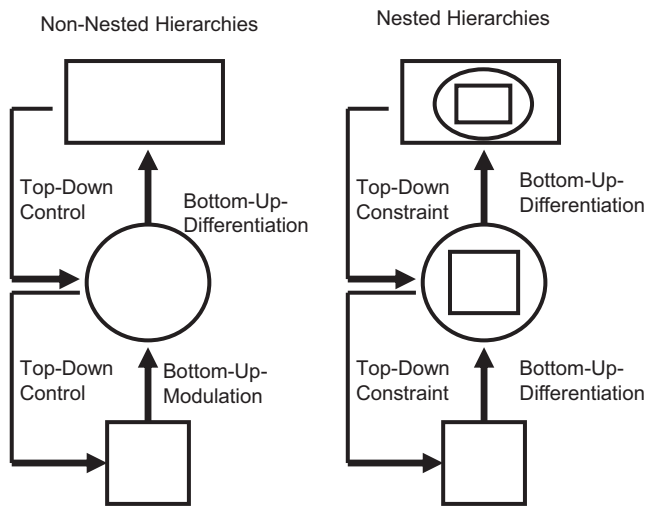 Non-Nested Hierarchies
Top-Down
Control
Bottom-Up-
Differentiation
Top-Down
Control
Bottom-Up-
Modulation
Nested Hierarchies
Top-Down
Constraint
Bottom-Up-
Differentiation
Top-Down
Constraint
Bottom-Up-
Differentiation